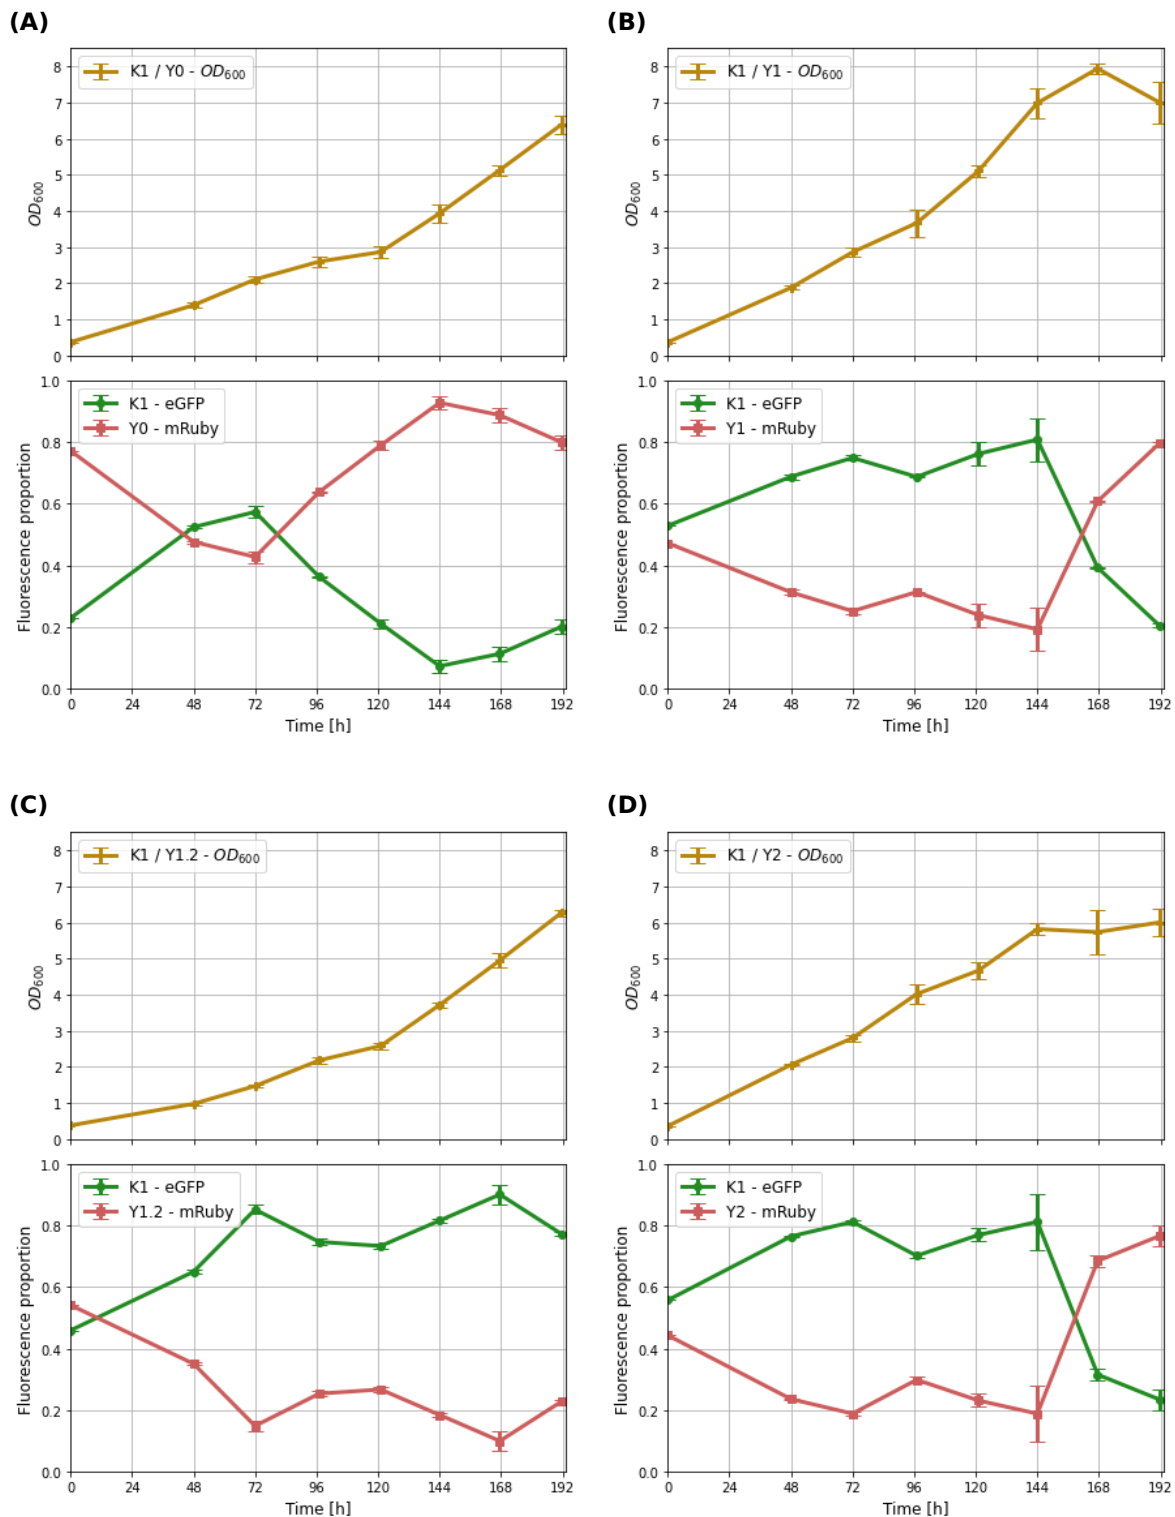 (A)
K1 / Y0 - OD600
8
7
6
5
4
3
2
1
0
OD600
K1 - eGFP
Y0 - mRuby
1.0
0.8
0.6
0.4
0.2
0.0
Fluorescence proportion
0 24 48 72 96 120 144 168 192
Time [h]
(B)
K1 / Y1 - OD600
8
7
6
5
4
3
2
1
0
OD600
K1 - eGFP
Y1 - mRuby
1.0
0.8
0.6
0.4
0.2
0.0
Fluorescence proportion
0 24 48 72 96 120 144 168 192
Time [h]
(C)
K1 / Y1.2 - OD600
8
7
6
5
4
3
2
1
0
OD600
K1 - eGFP
Y1.2 - mRuby
1.0
0.8
0.6
0.4
0.2
0.0
Fluorescence proportion
0 24 48 72 96 120 144 168 192
Time [h]
(D)
K1 / Y2 - OD600
8
7
6
5
4
3
2
1
0
OD600
K1 - eGFP
Y2 - mRuby
1.0
0.8
0.6
0.4
0.2
0.0
Fluorescence proportion
0 24 48 72 96 120 144 168 192
Time [h]